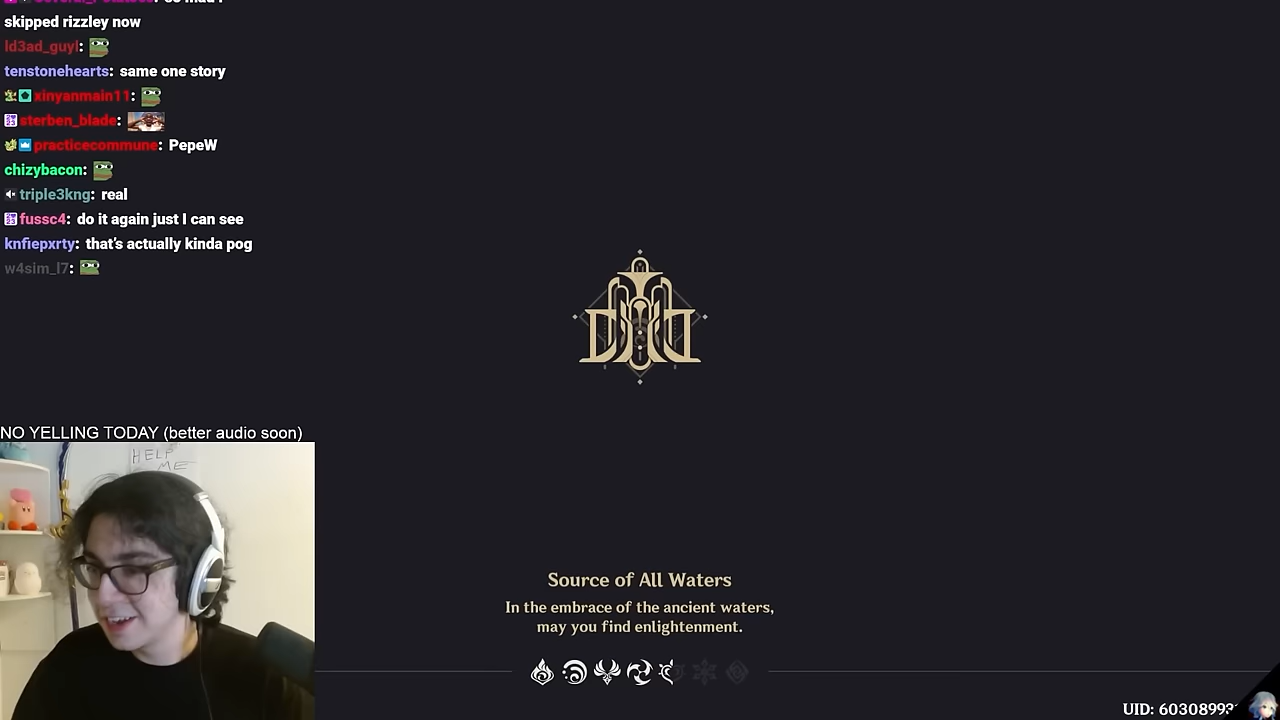 skipped rizzley now
ld3ad_guyl:
tenstonehearts: same one story
xinyanmain11:
sterben_blade:
practicecommune: PepeW
chizybacon:
triple3kng: real
fussc4: do it again just I can see
knfiepxrty: that's actually kinda pog
w4sim_l7:
NO YELLING TODAY (better audio soon)
HELP
ME
Source of All Waters
In the embrace of the ancient waters,
may you find enlightenment.
UID: 6030899